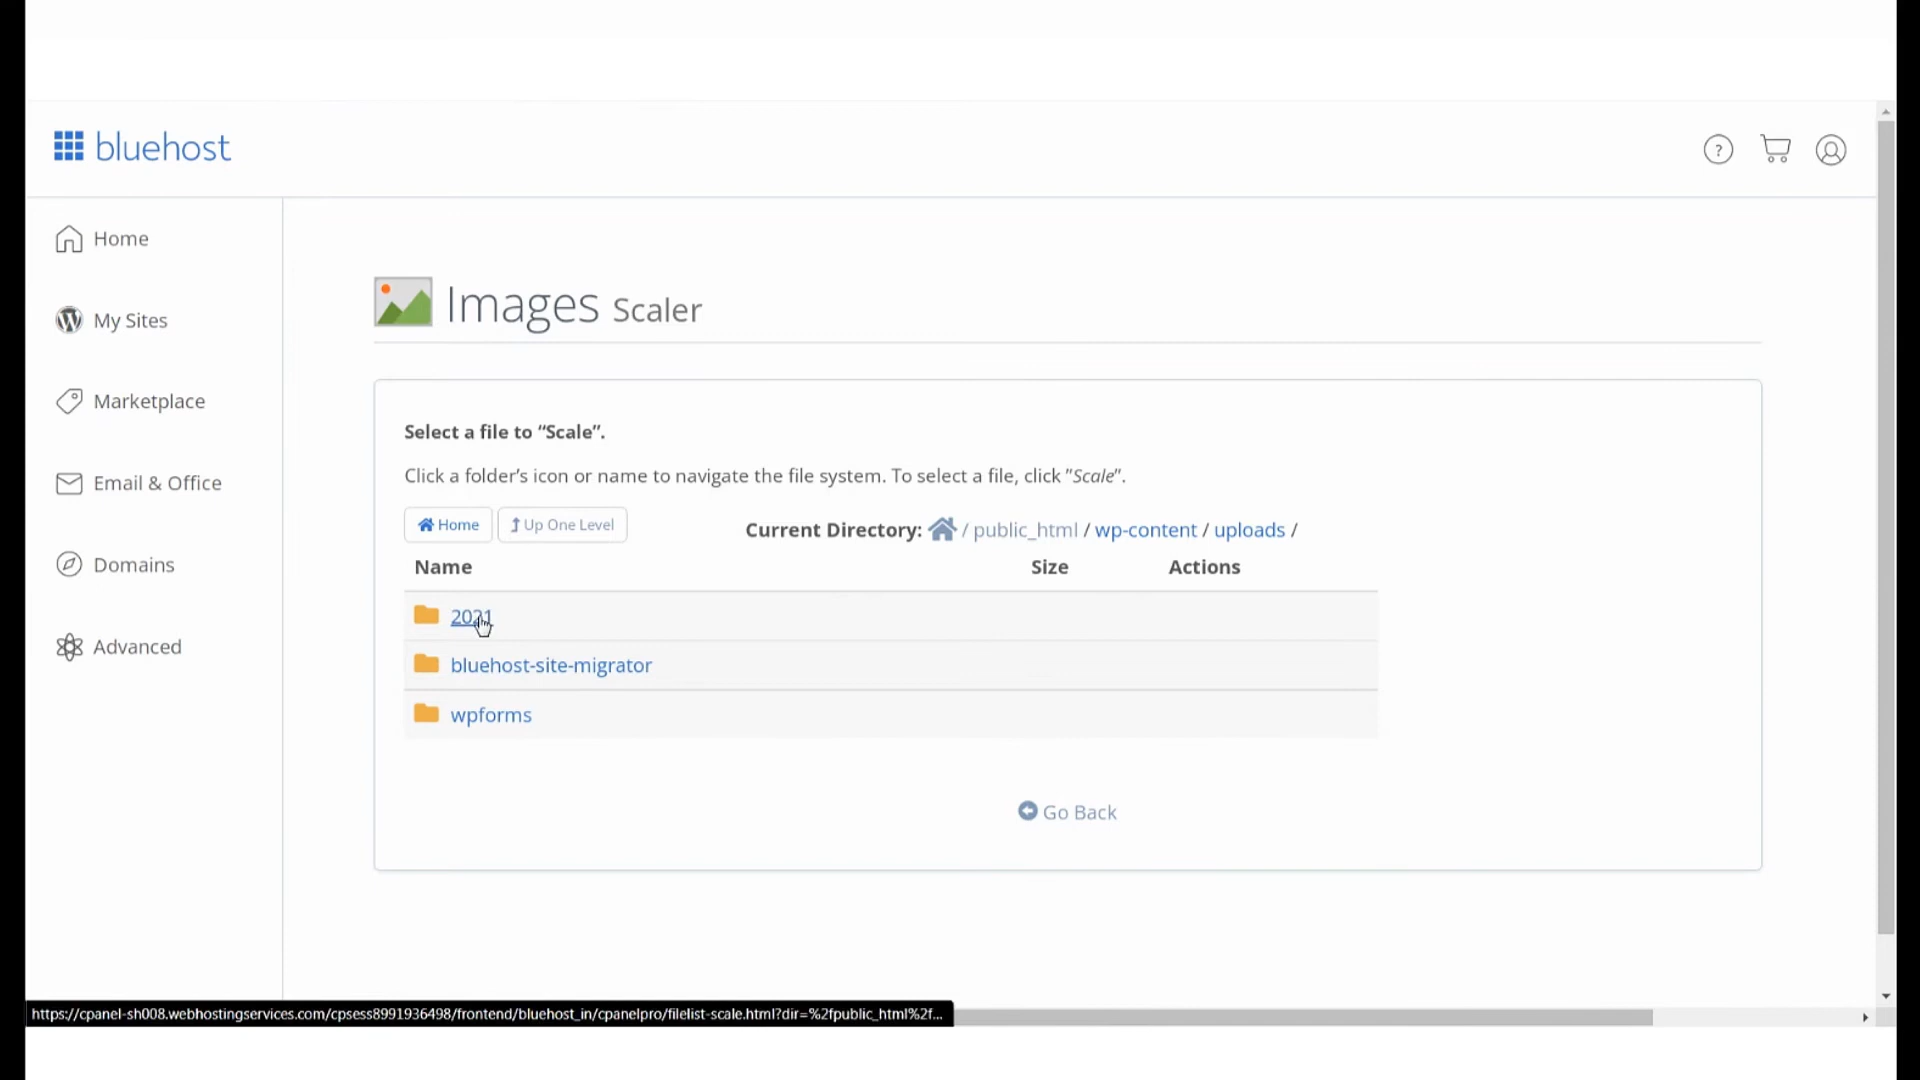 bluehost
?
Home
My Sites
Marketplace
Email & Office
Domains
Advanced
Images Scaler
Select a file to “Scale”.
Click a folder’s icon or name to navigate the file system. To select a file, click ”Scale”.
Home
Up One Level
Current Directory: / public_html / wp-content / uploads /
Name Size Actions
2021
bluehost-site-migrator
wpforms
Go Back
https://cpanel-sh008.webhostingservices.com/cpsess8991936498/frontend/bluehost_in/cpanelpro/filelist-scale.html?dir=%2fpublic_html%2f...